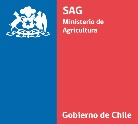 SAG
Ministerio de
Agricultura
Gobierno de Chile